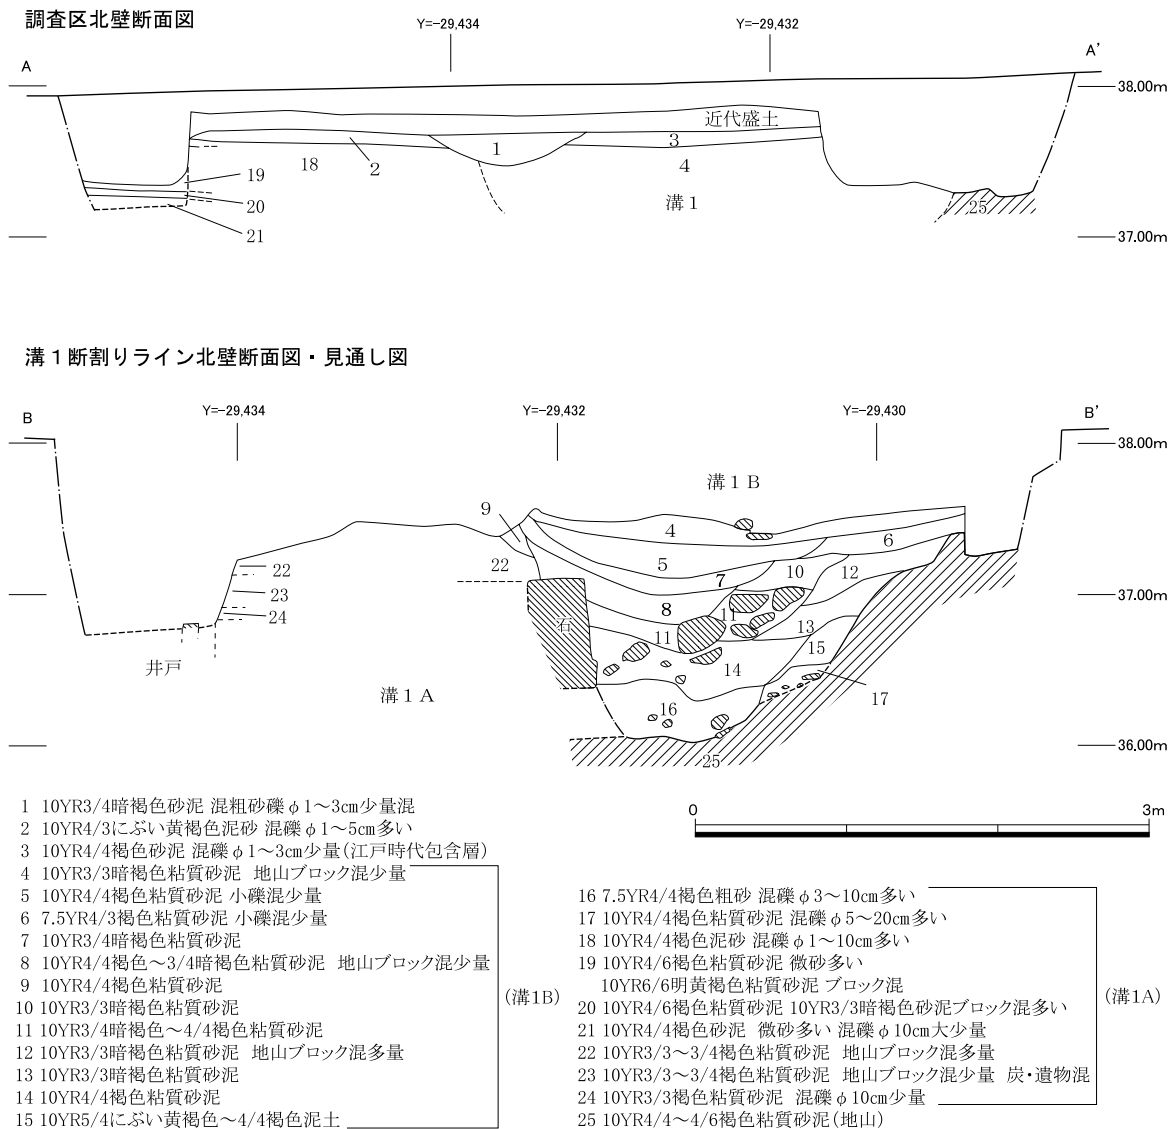 調査区北壁断面図
Y=-29,434
Y=-29,432
A
A'
38.00m
近代盛土
1
3
18
2
4
19
溝1
20
25
21
37.00m
溝1断割りライン北壁断面図・見通し図
B
Y=-29,434
Y=-29,432
Y=-29,430
B'
38.00m
溝1B
9
4
6
5
22
22
7
10
12
23
37.00m
8
11
24
石
11
13
15
井戸
14
17
溝1A
16
36.00m
25
0
3m
1 10YR3/4暗褐色砂泥 混粗砂礫φ1～3cm少量混
2 10YR4/3にぶい黄褐色泥砂 混礫φ1～5cm多い
3 10YR4/4褐色砂泥 混礫φ1～3cm少量(江戸時代包含層)
4 10YR3/3暗褐色粘質砂泥 地山ブロック混少量
5 10YR4/4褐色粘質砂泥 小礫混少量
6 7.5YR4/3褐色粘質砂泥 小礫混少量
7 10YR3/4暗褐色粘質砂泥
8 10YR4/4褐色～3/4暗褐色粘質砂泥 地山ブロック混少量
9 10YR4/4褐色粘質砂泥
10 10YR3/3暗褐色粘質砂泥
11 10YR3/4暗褐色～4/4褐色粘質砂泥
12 10YR3/3暗褐色粘質砂泥 地山ブロック混多量
13 10YR3/3暗褐色粘質砂泥
14 10YR4/4褐色粘質砂泥
15 10YR5/4にぶい黄褐色～4/4褐色泥土
(溝1B)
16 7.5YR4/4褐色粗砂 混礫φ3～10cm多い
17 10YR4/4褐色粘質砂泥 混礫φ5～20cm多い
18 10YR4/4褐色泥砂 混礫φ1～10cm多い
19 10YR4/6褐色粘質砂泥 微砂多い
10YR6/6明黄褐色粘質砂泥 ブロック混
20 10YR4/6褐色粘質砂泥 10YR3/3暗褐色砂泥ブロック混多い
21 10YR4/4褐色砂泥 微砂多い 混礫φ10cm大少量
22 10YR3/3～3/4褐色粘質砂泥 地山ブロック混多量
23 10YR3/3～3/4褐色粘質砂泥 地山ブロック混少量 炭・遺物混
24 10YR3/3褐色粘質砂泥 混礫φ10cm少量
25 10YR4/4～4/6褐色粘質砂泥(地山)
(溝1A)